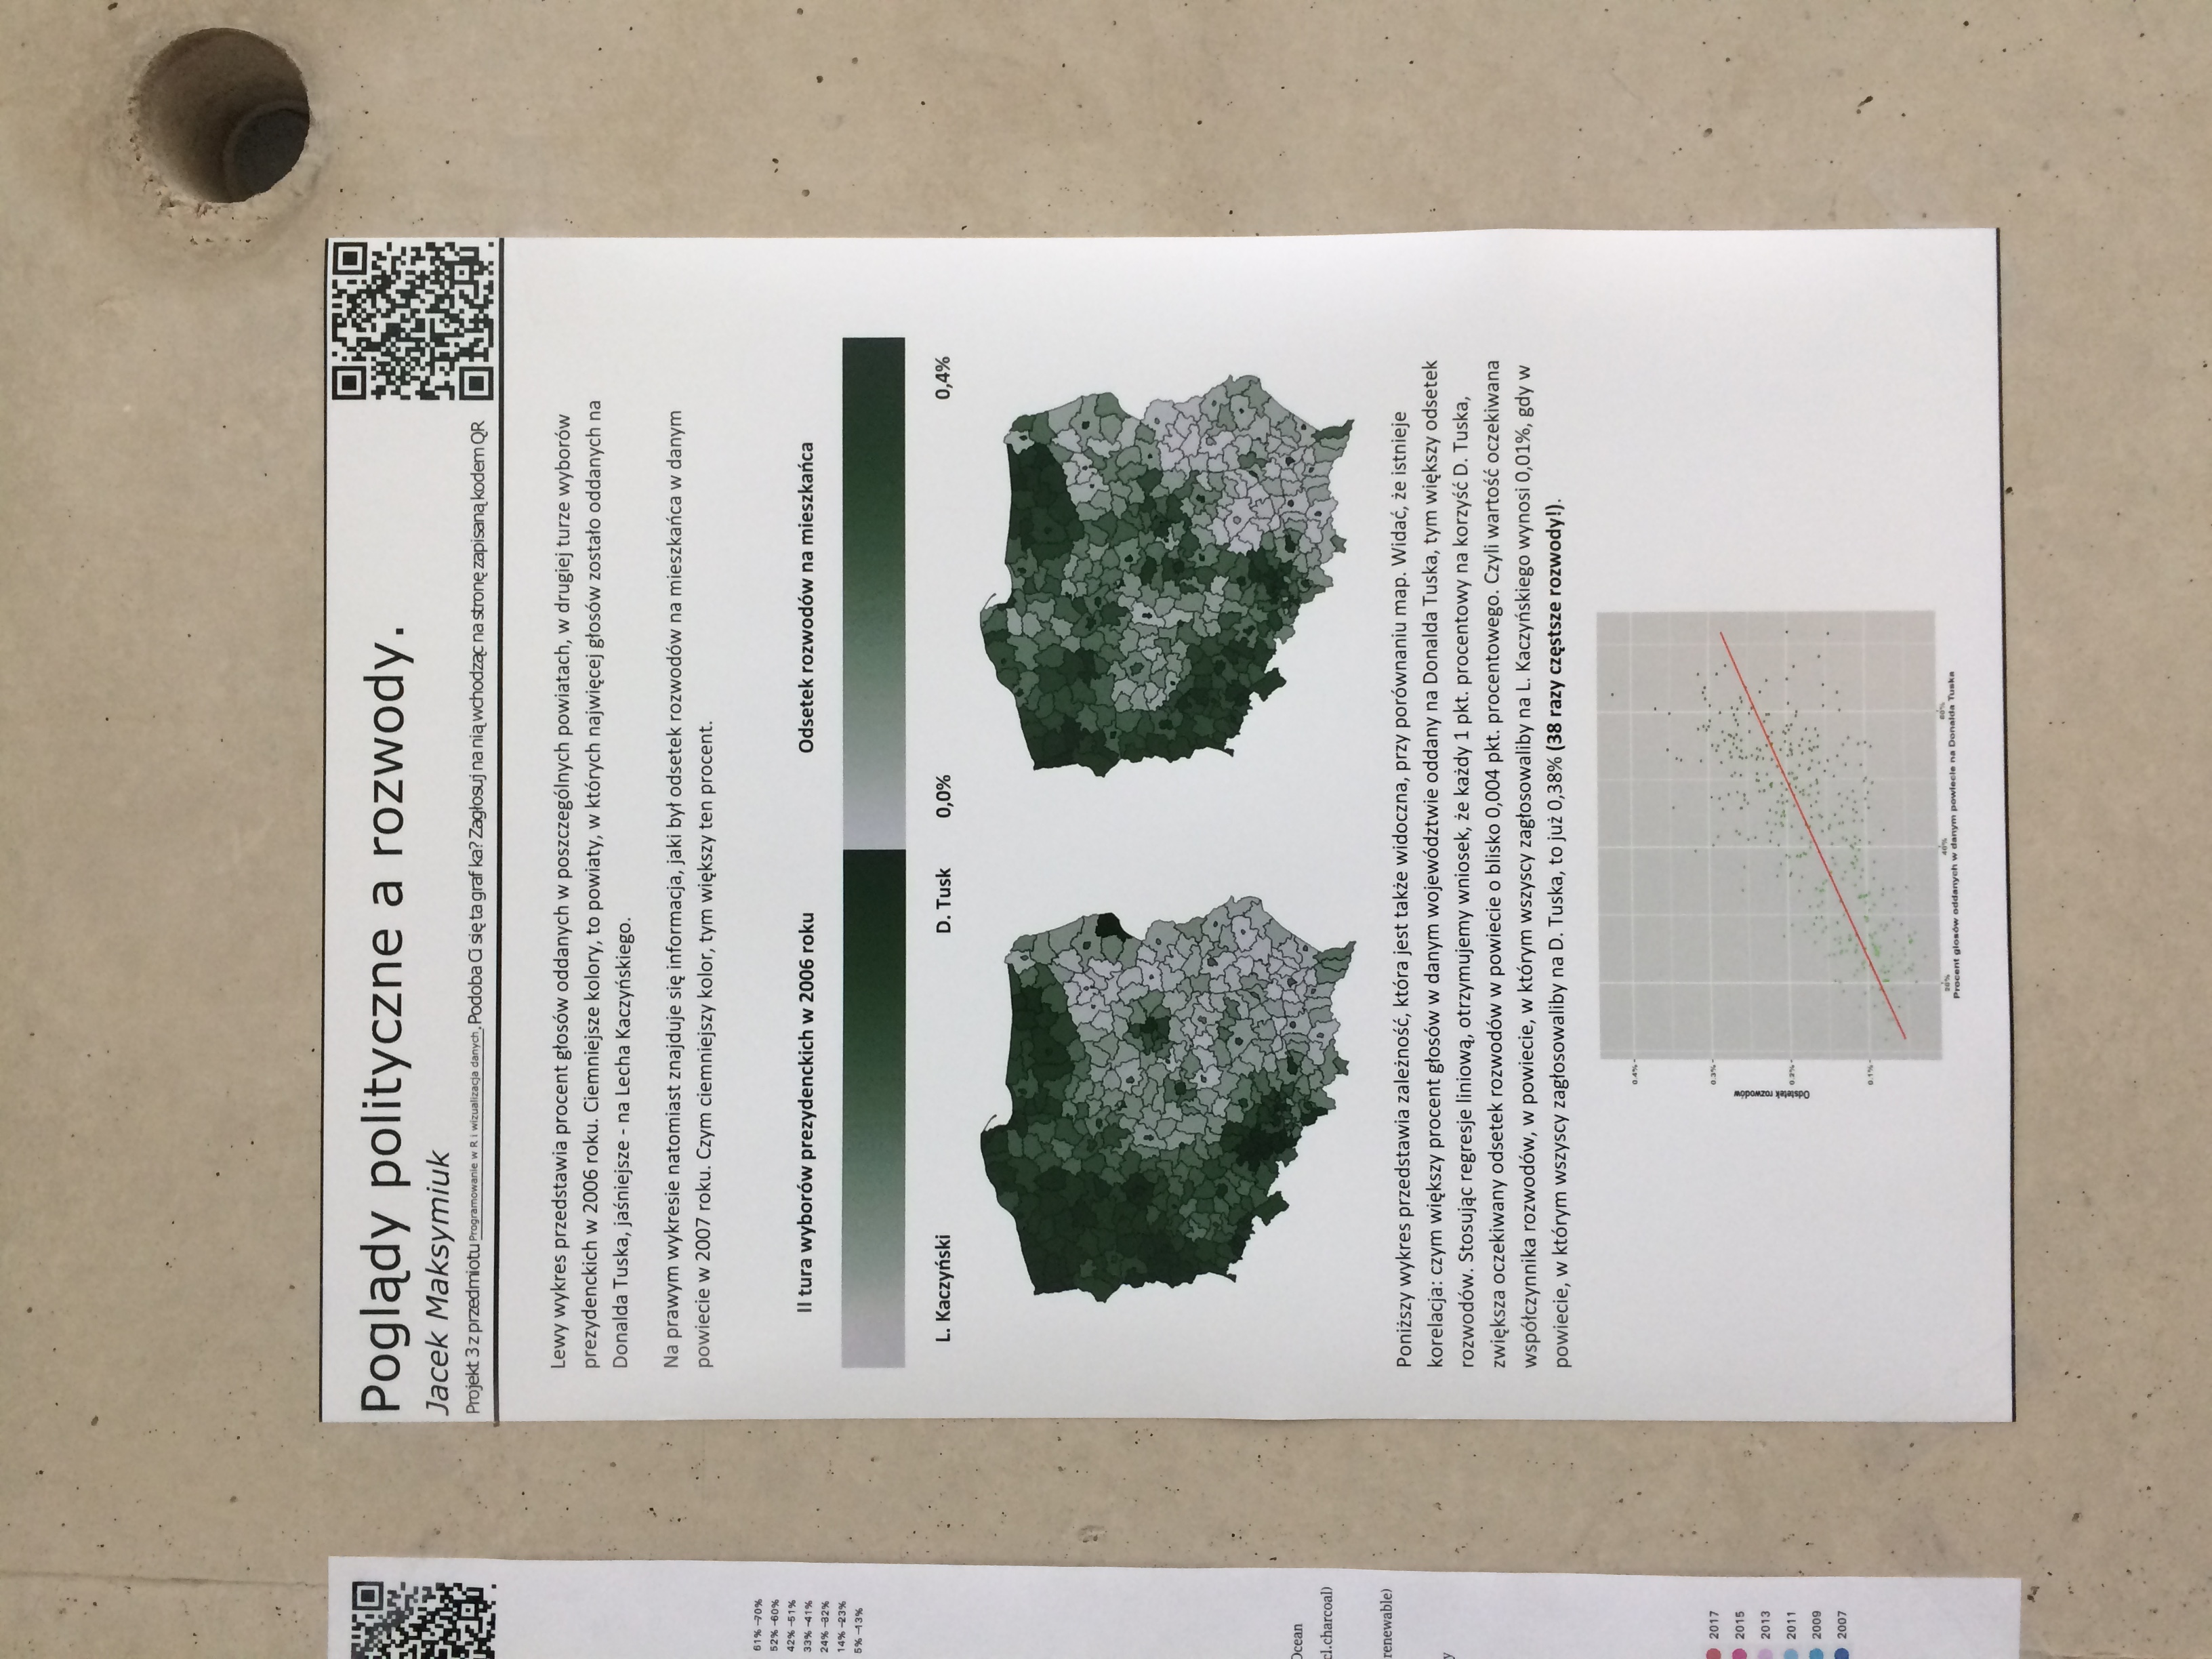 Poglądy polityczne a rozwody.
Jacek Maksymiuk
Projekt 3 z przedmiotu Programowanie w R i wizualizacja danych. Podoba Ci się ta graf ka? Zagłosuj na nią wchodząc na stronę zapisaną kodem QR
Lewy wykres przedstawia procent głosów oddanych w poszczególnych powiatach, w drugiej turze wyborów
prezydenckich w 2006 roku. Ciemniejsze kolory, to powiaty, w których najwięcej głosów zostało oddanych na
Donalda Tuska, jaśniejsze - na Lecha Kaczyńskiego.
Na prawym wykresie natomiast znajduje się informacja, jaki był odsetek rozwodów na mieszkańca w danym
powiecie w 2007 roku. Czym ciemniejszy kolor, tym większy ten procent.
II tura wyborów prezydenckich w 2006 roku
Odsetek rozwodów na mieszkańca
L. Kaczyński
D. Tusk
0,0%
0,4%
Poniższy wykres przedstawia zależność, która jest także widoczna, przy porównaniu map. Widać, że istnieje
korelacja: czym większy procent głosów w danym województwie oddany na Donalda Tuska, tym większy odsetek
rozwodów. Stosując regresje liniową, otrzymujemy wniosek, że każdy 1 pkt. procentowy na korzyść D. Tuska,
zwiększa oczekiwany odsetek rozwodów w powiecie o blisko 0,004 pkt. procentowego. Czyli wartość oczekiwana
współczynnika rozwodów, w powiecie, w którym wszyscy zagłosowaliby na L. Kaczyńskiego wynosi 0,01%, gdy w
powiecie, w którym wszyscy zagłosowaliby na D. Tuska, to już 0,38% (38 razy częstsze rozwody!).
0.4%
0.3%
0.2%
0.1%
Odstetek rozwodów
20%
40%
60%
Procent głosów oddanych w danym powiecie na Donalda Tuska
61% -70%
52% -60%
42% -51%
33% -41%
24% -32%
14% -23%
5% -13%
Ocean
cl.charcoal)
renewable)
y
2017
2015
2013
2011
2009
2007